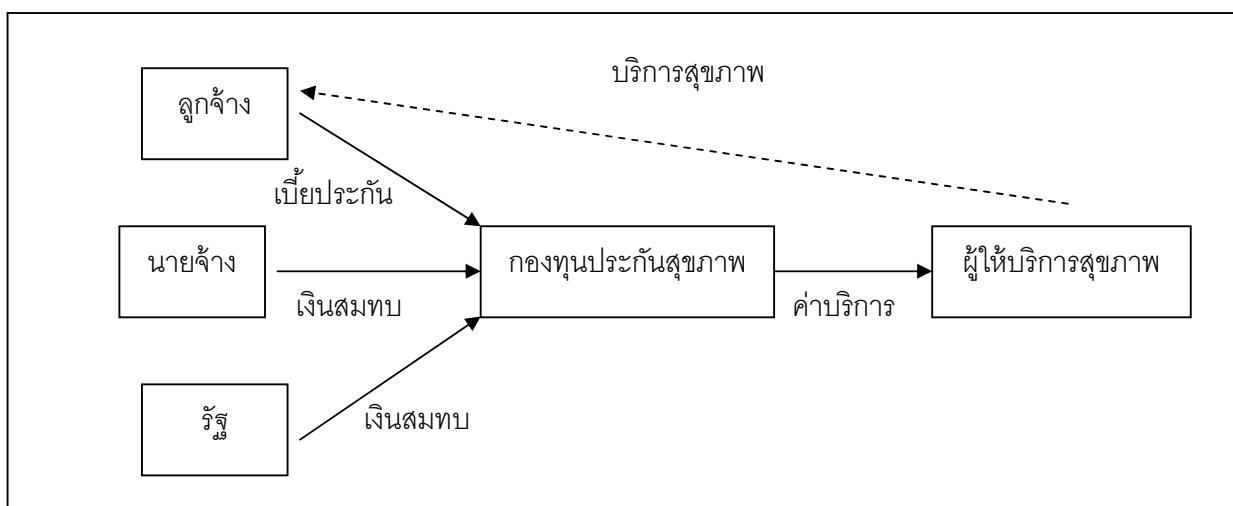 บริการสุขภาพ
ลูกจ้าง
เบี้ยประกัน
นายจ้าง
กองทุนประกันสุขภาพ
ผู้ให้บริการสุขภาพ
เงินสมทบ
ค่าบริการ
รัฐ
เงินสมทบ